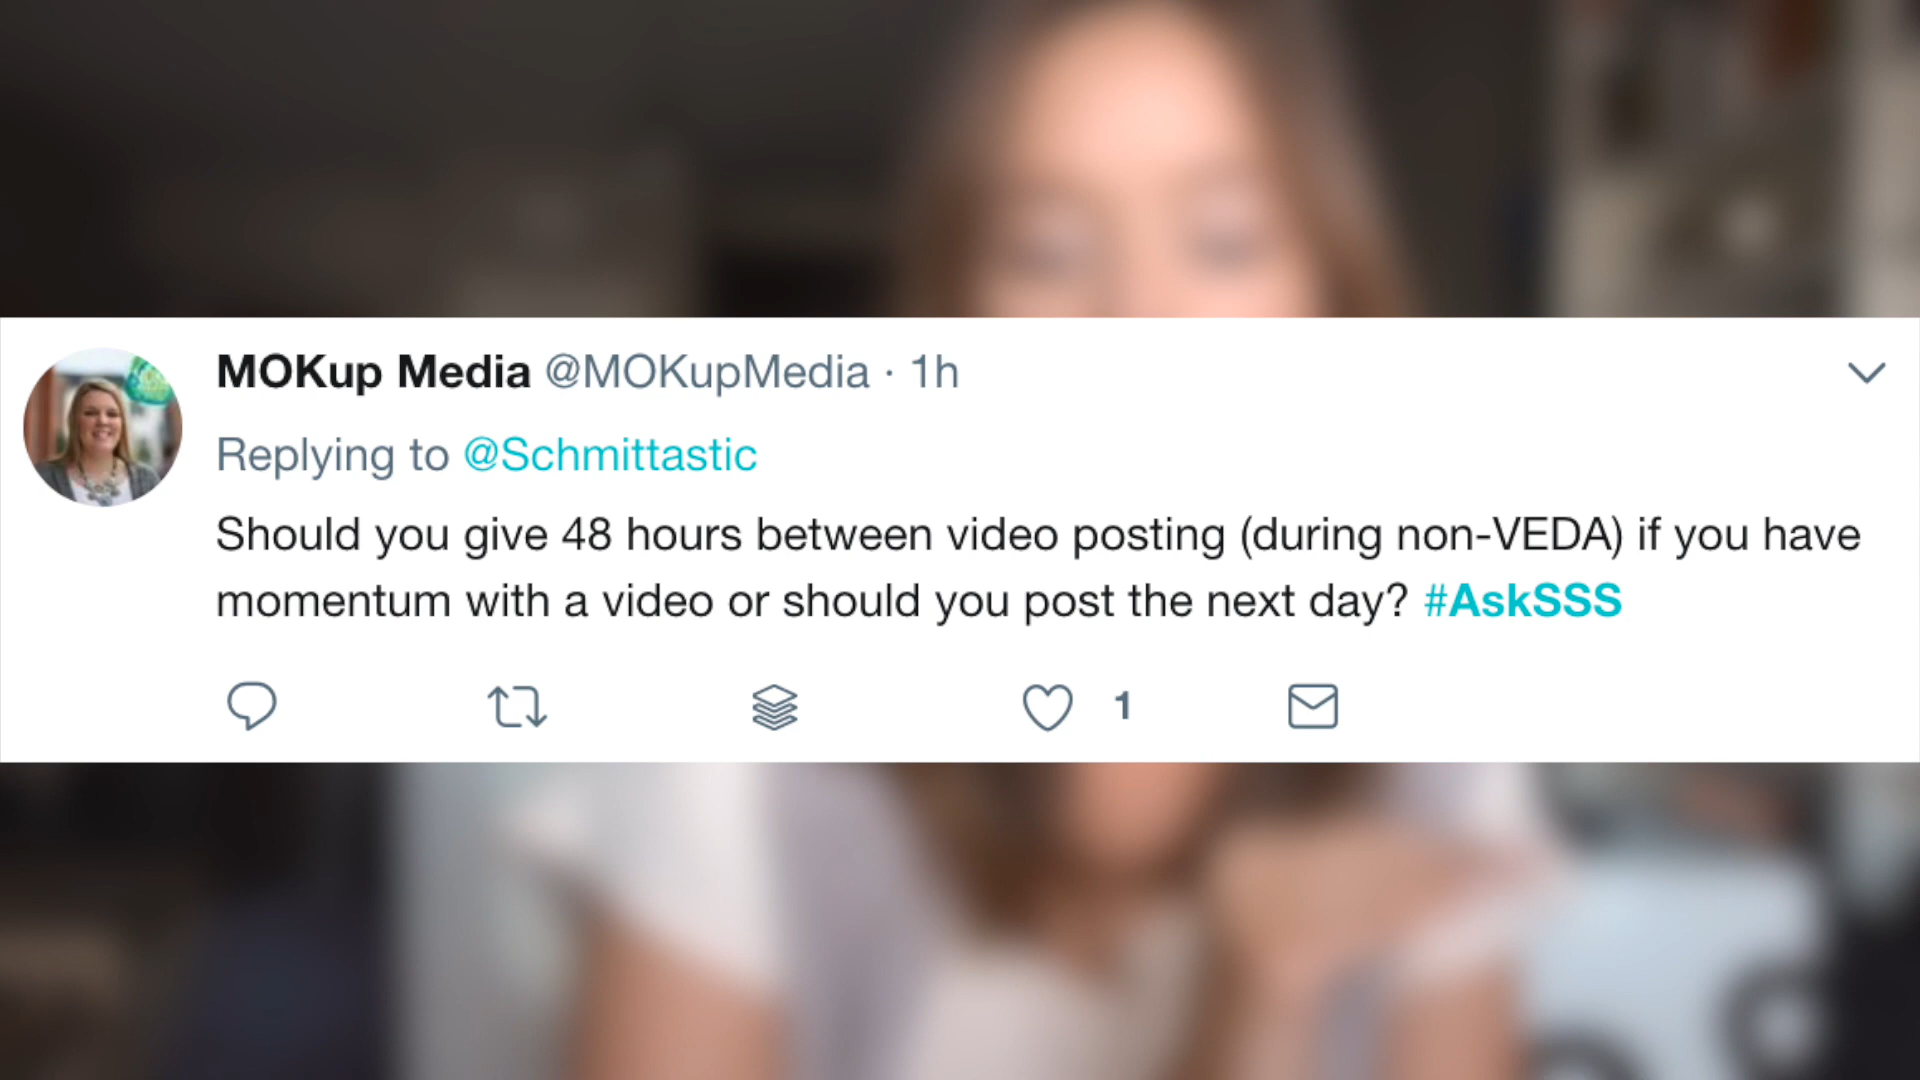 MOKup Media @MOKupMedia · 1h
Replying to @Schmittastic
Should you give 48 hours between video posting (during non-VEDA) if you have
momentum with a video or should you post the next day? #AskSSS
1